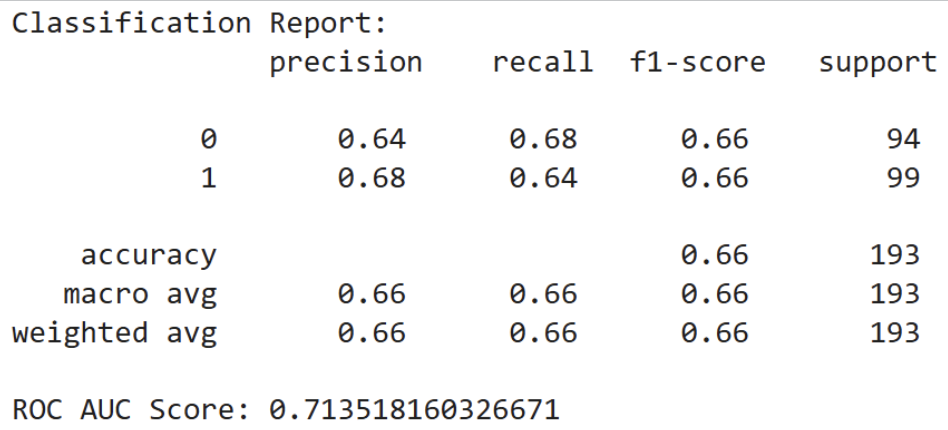 Classification Report:
precision recall f1-score support
0 0.64 0.68 0.66 94
1 0.68 0.64 0.66 99
accuracy 0.66 193
macro avg 0.66 0.66 0.66 193
weighted avg 0.66 0.66 0.66 193
ROC AUC Score: 0.713518160326671